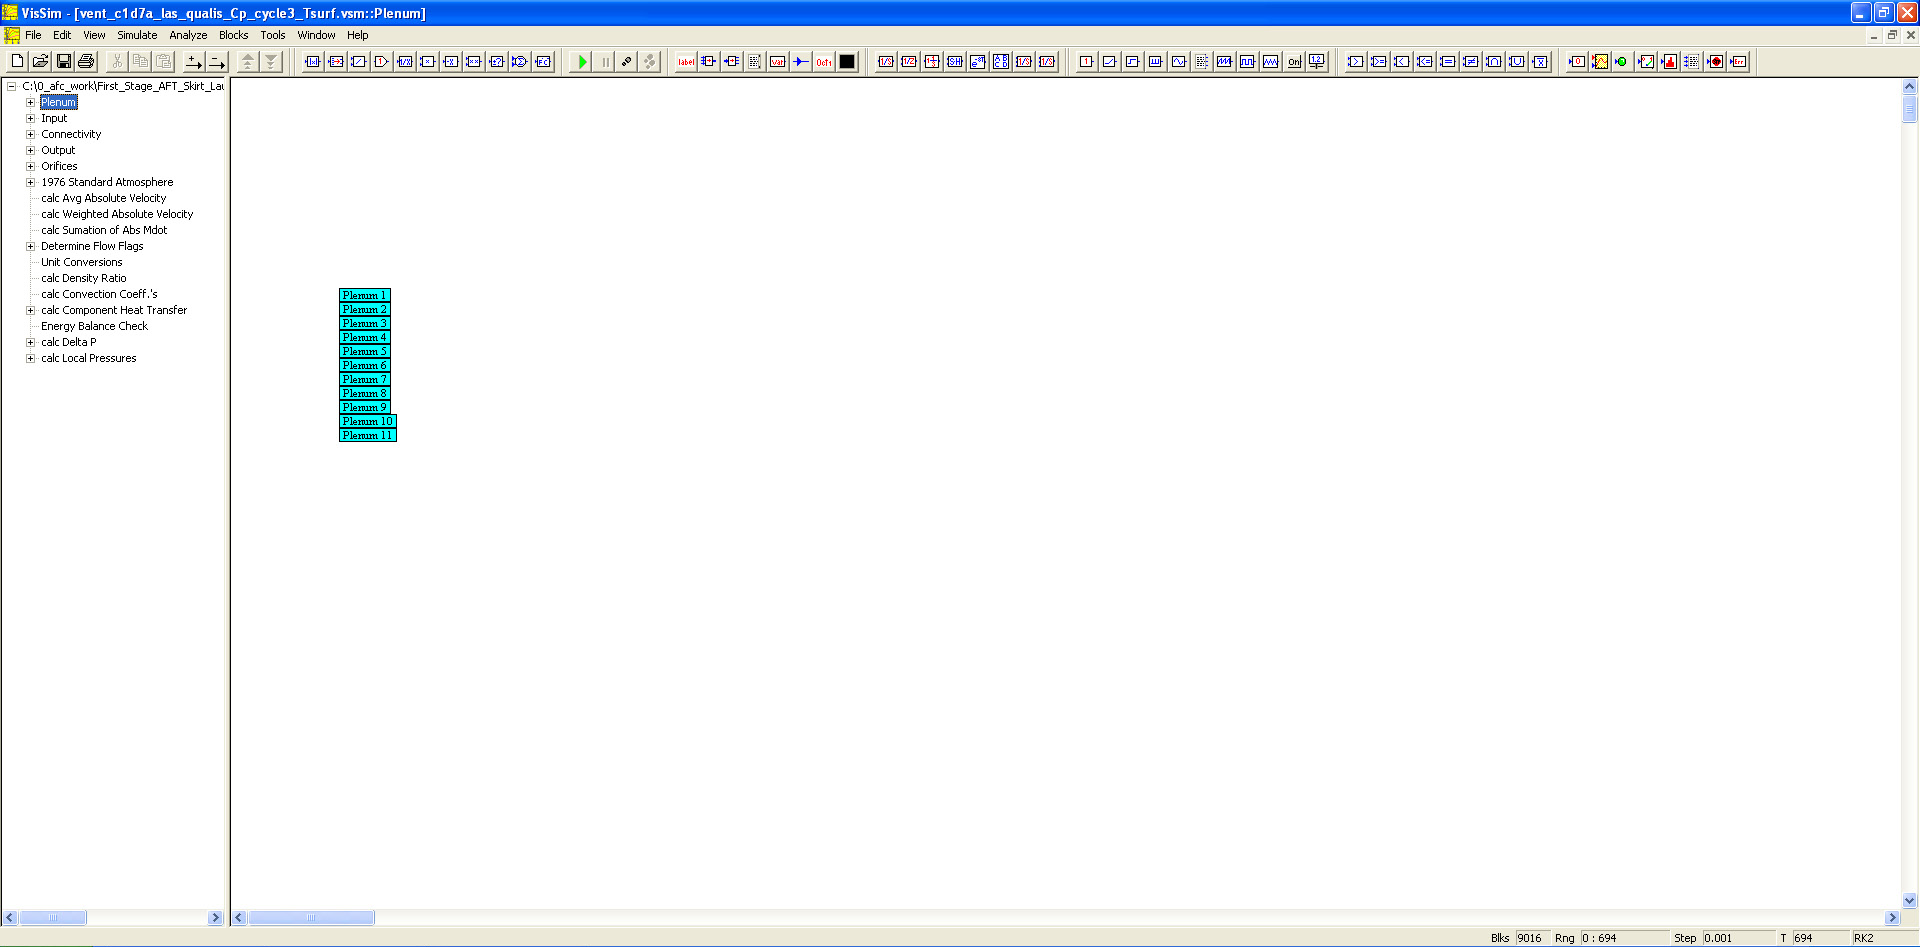 VisSim - [vent_c1d7a_las_qualis_Cp_cycle3_Tsurf.vsm::Plenum]
File Edit View Simulate Analyze Blocks Tools Window Help
C:\0_afc_work\First_Stage_AFT_Skirt_Lau
Plenum
Input
Connectivity
Output
Orifices
1976 Standard Atmosphere
calc Avg Absolute Velocity
calc Weighted Absolute Velocity
calc Sumation of Abs Mdot
Determine Flow Flags
Unit Conversions
calc Density Ratio
calc Convection Coeff.'s
calc Component Heat Transfer
Energy Balance Check
calc Delta P
calc Local Pressures
Plenum 1
Plenum 2
Plenum 3
Plenum 4
Plenum 5
Plenum 6
Plenum 7
Plenum 8
Plenum 9
Plenum 10
Plenum 11
Blks 9016 Rng 0 : 694 Step 0.001 T 694 RK2